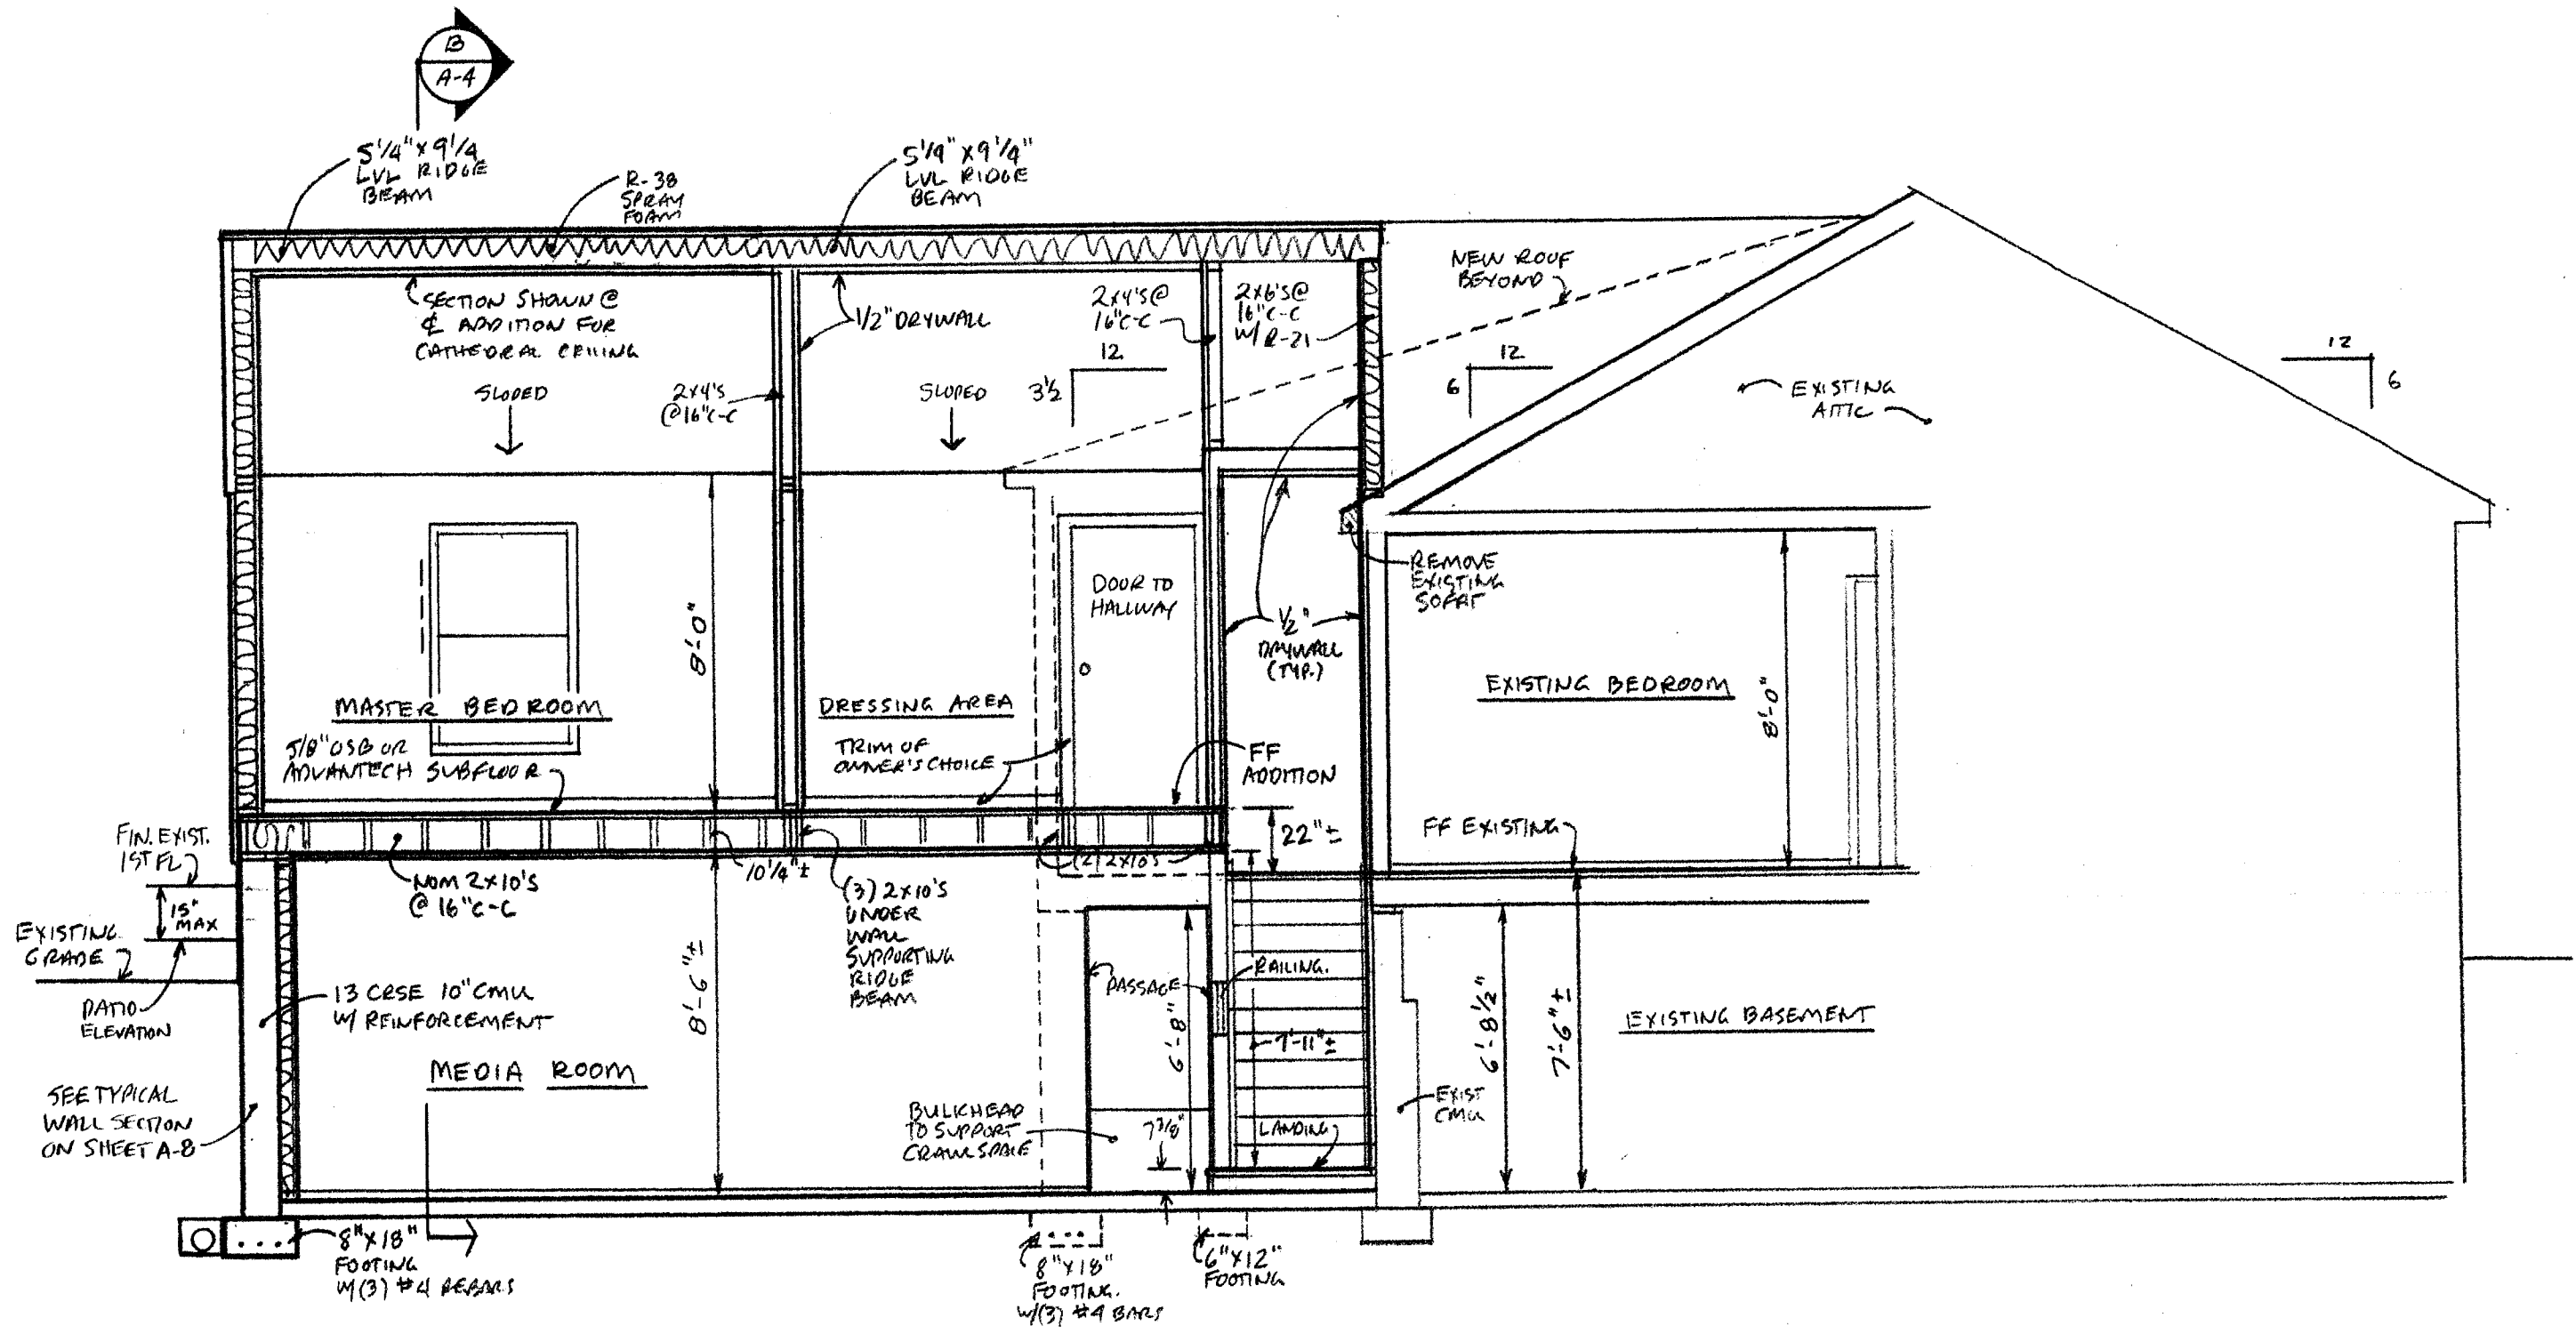 B
A-4
5 1/4" x 9 1/4
LVL RIDGE
BEAM
R-38
SPRAY
FOAM
5 1/4" x 9 1/4"
LVL RIDGE
BEAM
NEW ROOF
BEYOND
SECTION SHOWN @
℄ ADDITION FOR
CATHEDRAL CEILING
1/2" DRYWALL
2x4's @
16" C-C
2x6's @
16" C-C
W/ R-21
SLOPED
2x4's
@ 16" C-C
SLOPED
12
3 1/2
12
6
EXISTING
ATTIC
12
6
REMOVE
EXISTING
SOFFIT
DOOR TO
HALLWAY
8'-0"
1/2"
DRYWALL
(TYP.)
MASTER BEDROOM
DRESSING AREA
EXISTING BEDROOM
8'-0"
5/8" OSB OR
ADVANTECH SUBFLOOR
TRIM OF
OWNER'S CHOICE
FF
ADDITION
22" ±
FF EXISTING
FIN. EXIST.
1ST FL
15"
MAX
EXISTING
GRADE
PATIO
ELEVATION
NOM 2x10's
@ 16" C-C
10 1/4" ±
(3) 2x10's
UNDER
WALL
SUPPORTING
RIDGE
BEAM
(2) 2x10's
13 CRSE 10" CMU
W/ REINFORCEMENT
8'-6" ±
PASSAGE
RAILING.
6'-8"
7'-11" ±
6'-8 1/2"
7'-6" ±
EXISTING BASEMENT
MEDIA ROOM
SEE TYPICAL
WALL SECTION
ON SHEET A-8
BULKHEAD
TO SUPPORT
CRAWL SPACE
7 7/8"
LANDING
EXIST
CMU
8" x 18"
FOOTING
W/ (3) #4 REBARS
8" x 18"
FOOTING.
W/(3) #4 BARS
6" x 12"
FOOTING